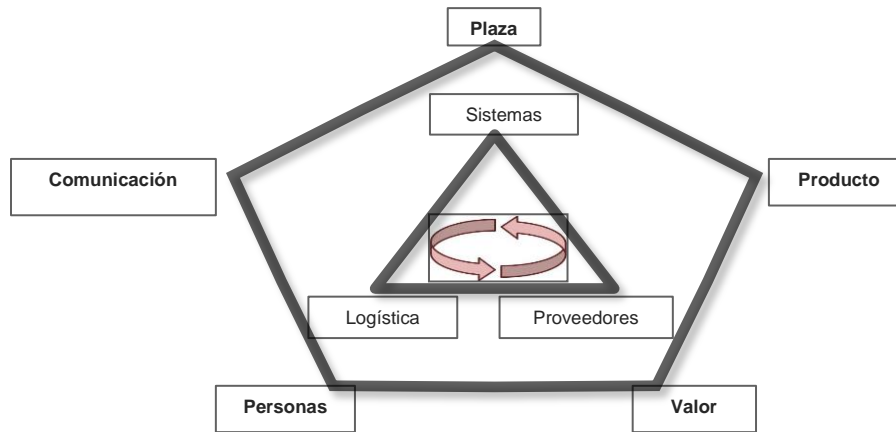 Plaza
Sistemas
Comunicación
Producto
Logística
Proveedores
Personas
Valor